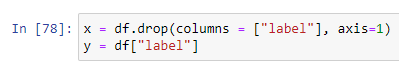 In [78]: x = df.drop(columns = ["label"], axis=1)
y = df["label"]